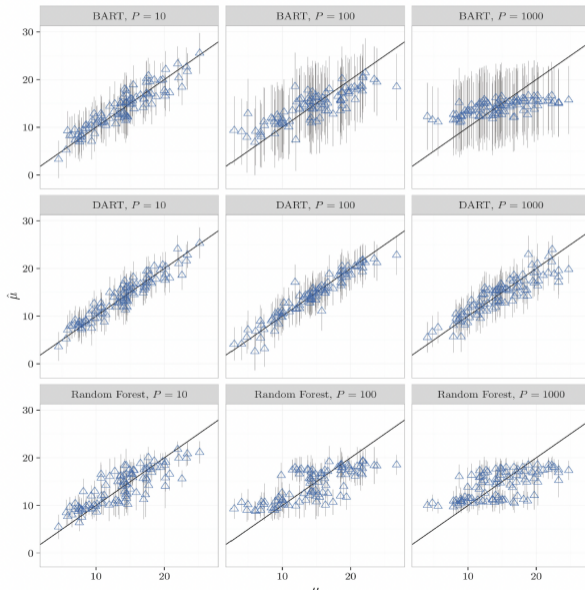 BART, P = 10 BART, P = 100 BART, P = 1000
30
20
10
0
DART, P = 10 DART, P = 100 DART, P = 1000
30
20
μ̂
10
0
Random Forest, P = 10 Random Forest, P = 100 Random Forest, P = 1000
30
20
10
0
10 20 10 20 10 20